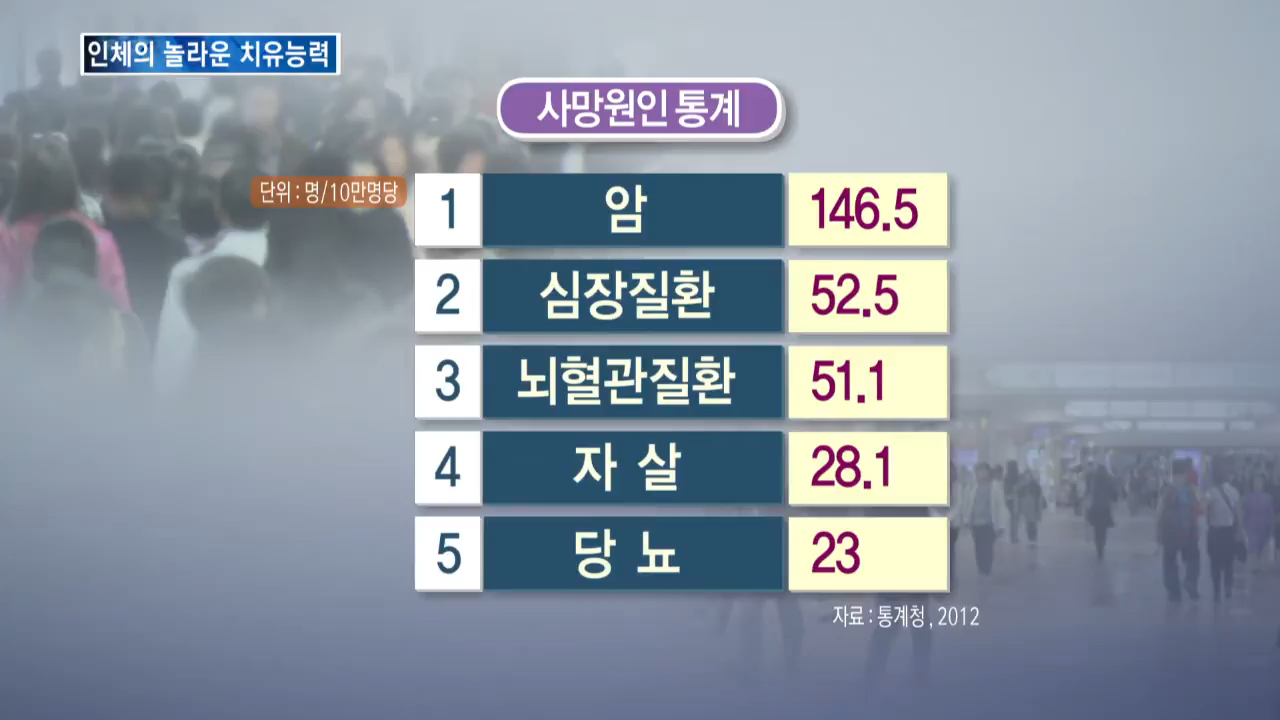 인체의 놀라운 치유능력
사망원인 통계
단위 : 명/10만명당
1 암 146.5
2 심장질환 52.5
3 뇌혈관질환 51.1
4 자 살 28.1
5 당 뇨 23
자료 : 통계청, 2012